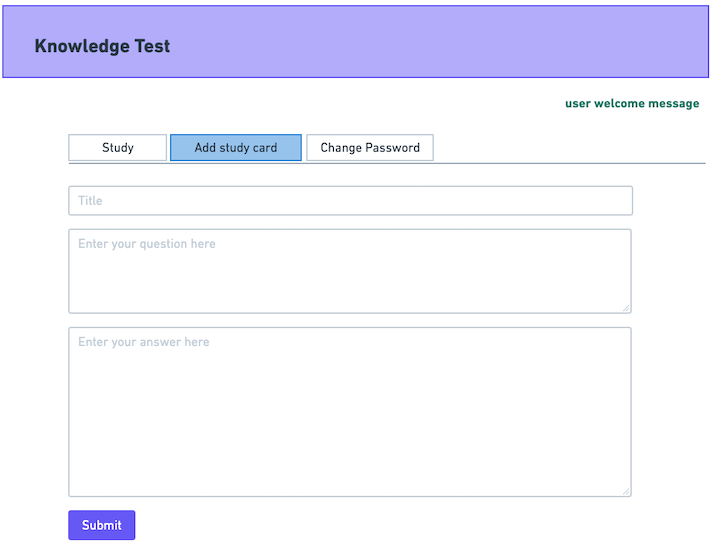 Knowledge Test
user welcome message
Study Add study card Change Password
Title
Enter your question here
Enter your answer here
Submit